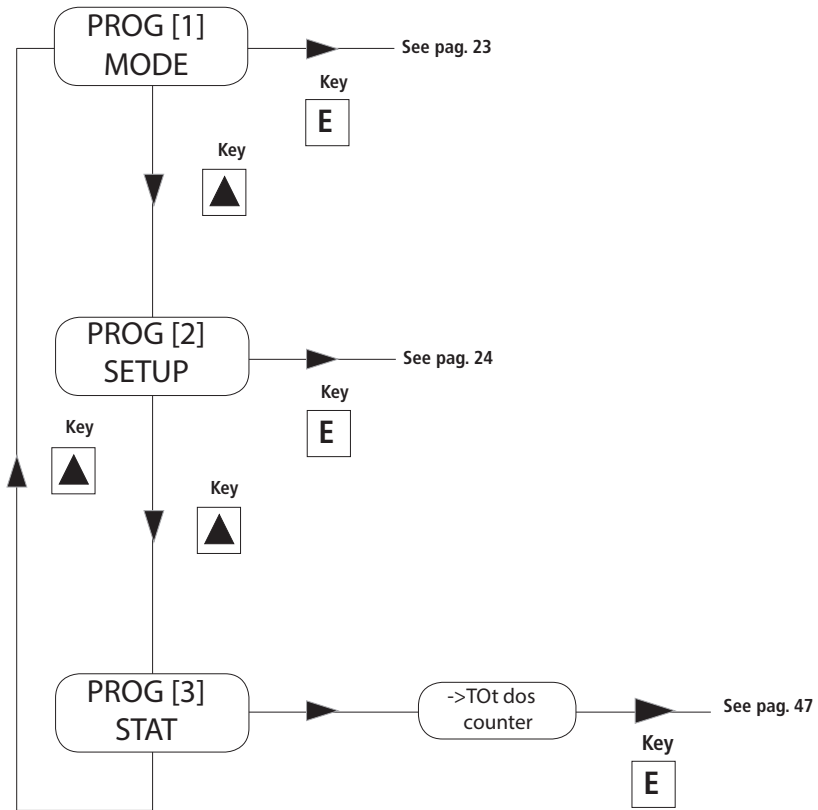 PROG [1]
MODE
See pag. 23
Key
E
Key
PROG [2]
SETUP
See pag. 24
Key
E
Key
Key
PROG [3]
STAT
->TOt dos
counter
See pag. 47
Key
E